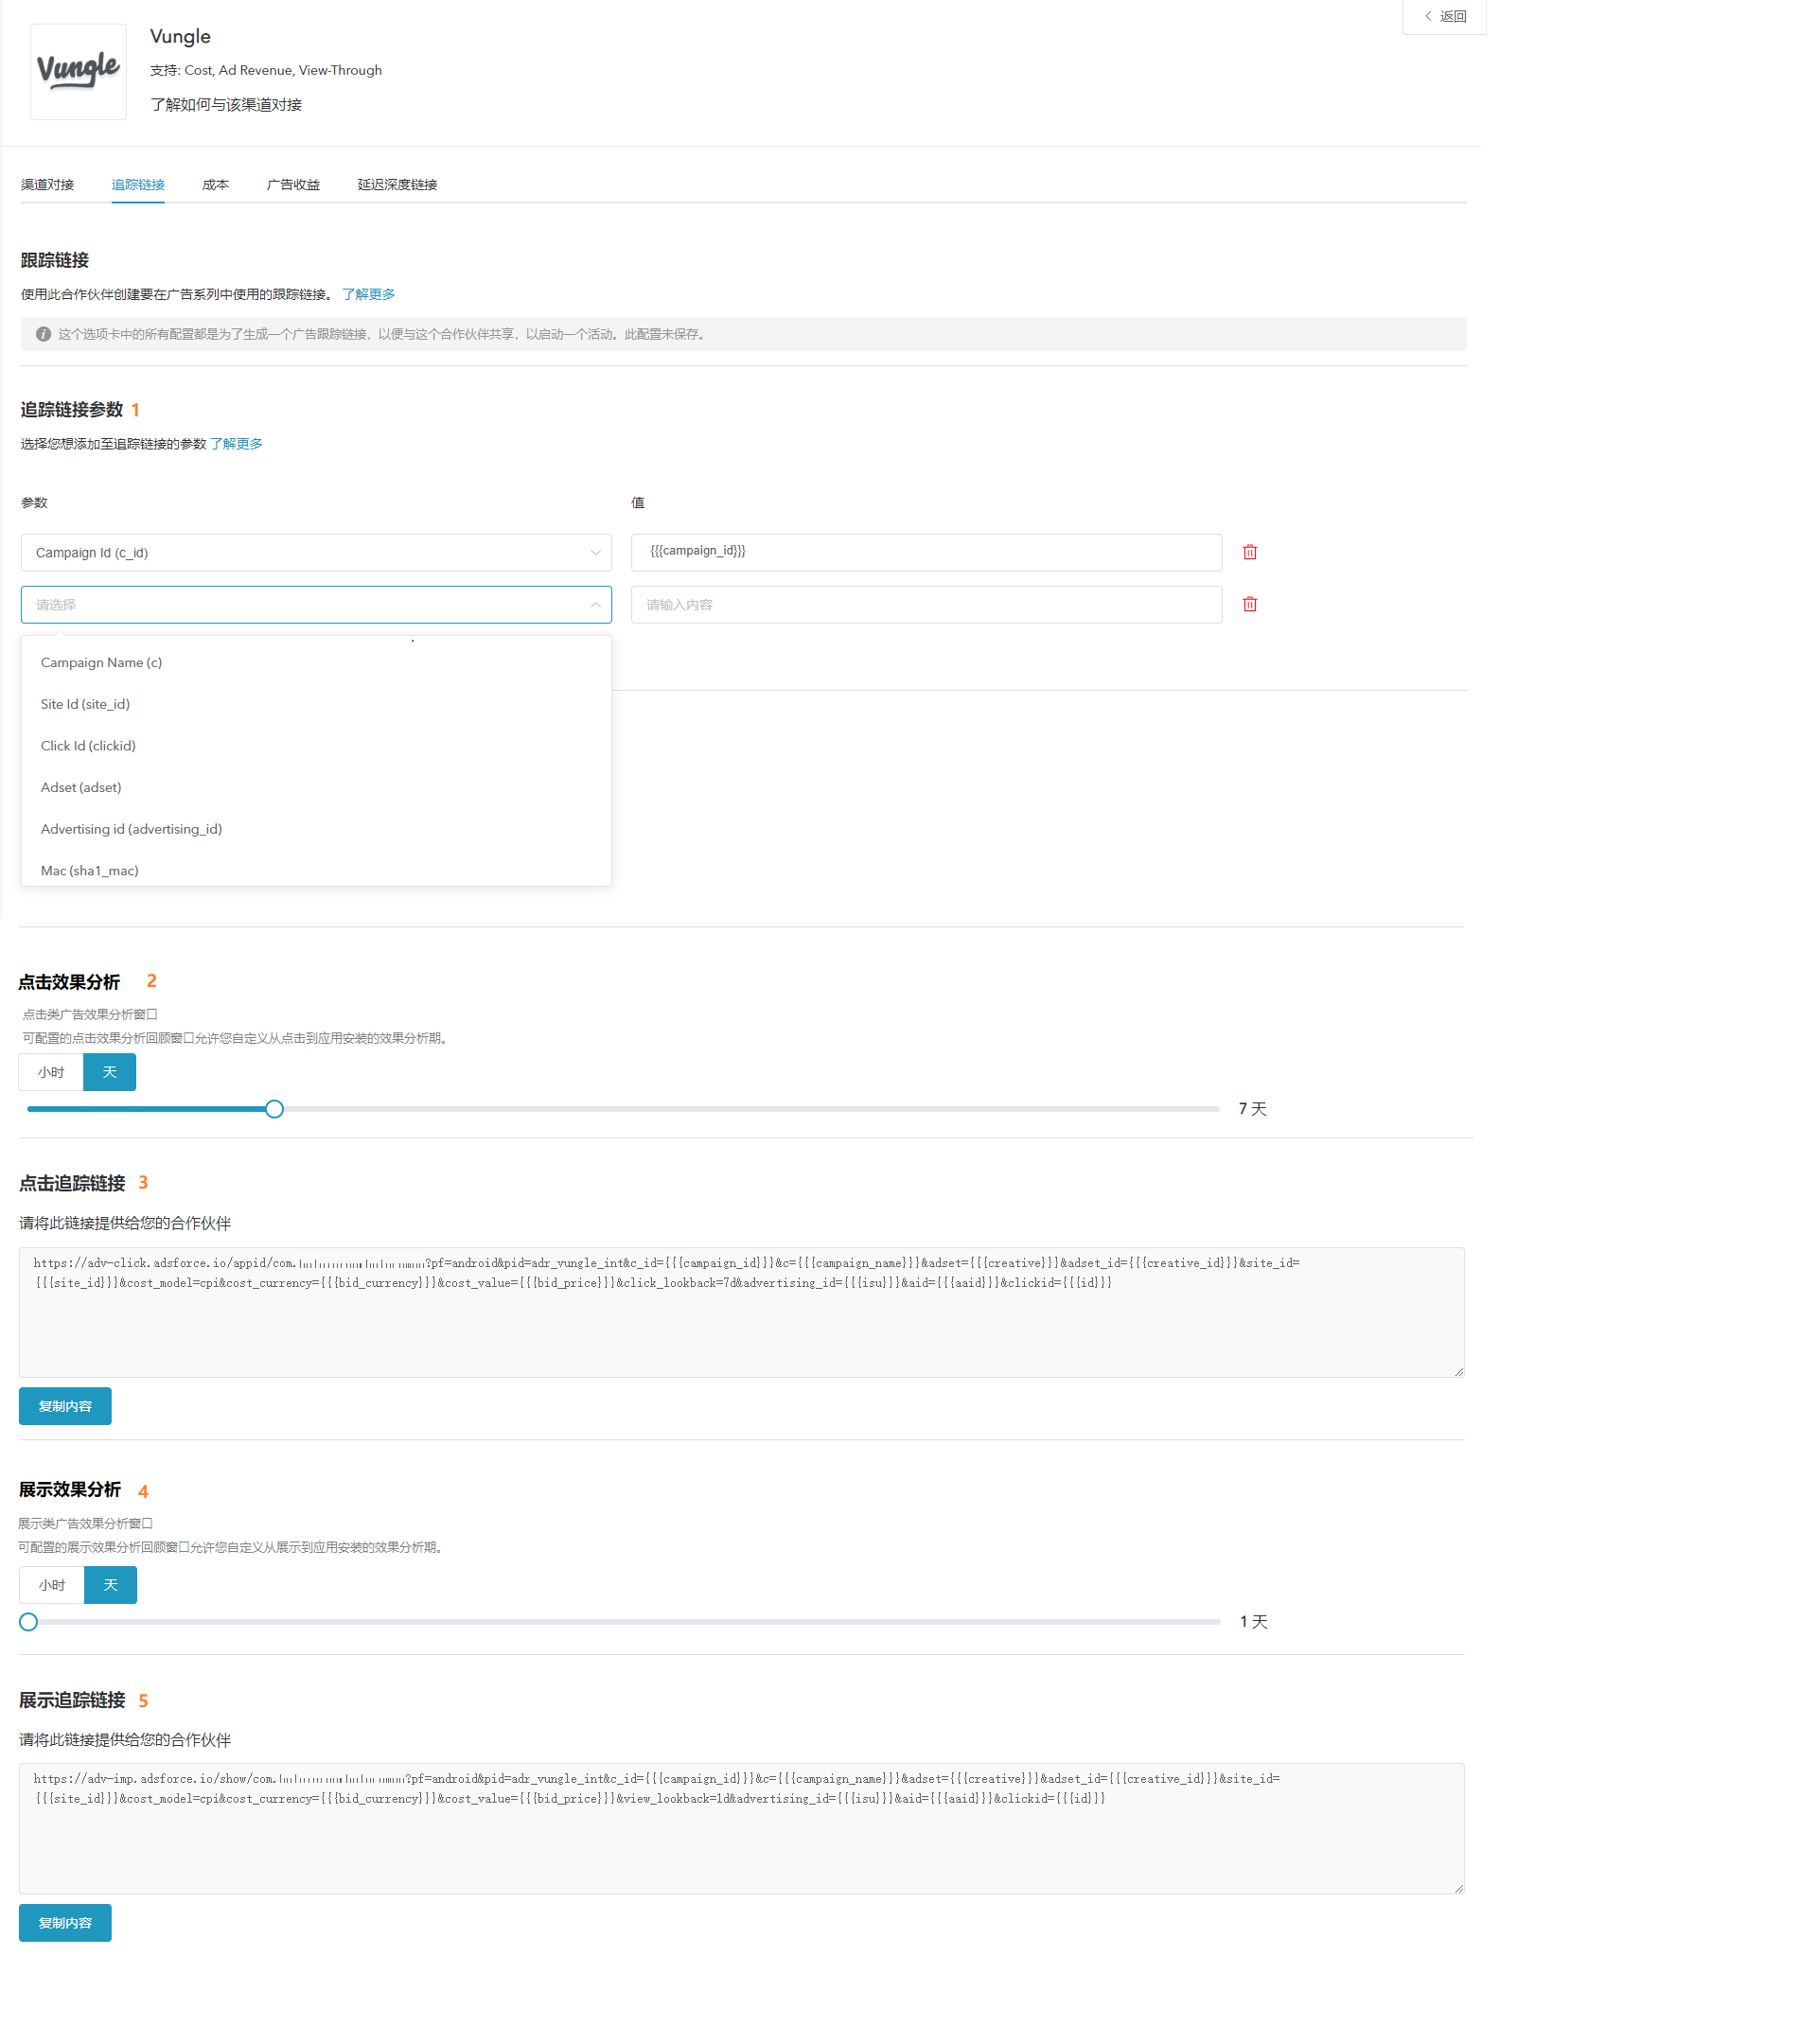 返回
Vungle
Vungle
支持: Cost, Ad Revenue, View-Through
了解如何与该渠道对接
渠道对接 追踪链接 成本 广告收益 延迟深度链接
跟踪链接
使用此合作伙伴创建要在广告系列中使用的跟踪链接。 了解更多
这个选项卡中的所有配置都是为了生成一个广告跟踪链接，以便与这个合作伙伴共享，以启动一个活动。此配置未保存。
追踪链接参数 1
选择您想添加至追踪链接的参数 了解更多
参数 值
Campaign Id (c_id) {{{campaign_id}}}
请选择 请输入内容
Campaign Name (c)
Site Id (site_id)
Click Id (clickid)
Adset (adset)
Advertising id (advertising_id)
Mac (sha1_mac)
点击效果分析 2
点击类广告效果分析窗口
可配置的点击效果分析回顾窗口允许您自定义从点击到应用安装的效果分析期。
小时 天
7 天
点击追踪链接 3
请将此链接提供给您的合作伙伴
https://adv-click.adsforce.io/appid/com. ?pf=android&pid=adr_vungle_int&c_id={{{campaign_id}}}&c={{{campaign_name}}}&adset={{{creative}}}&adset_id={{{creative_id}}}&site_id=
{{{site_id}}}&cost_model=cpi&cost_currency={{{bid_currency}}}&cost_value={{{bid_price}}}&click_lookback=7d&advertising_id={{{isu}}}&aid={{{aaid}}}&clickid={{{id}}}
复制内容
展示效果分析 4
展示类广告效果分析窗口
可配置的展示效果分析回顾窗口允许您自定义从展示到应用安装的效果分析期。
小时 天
1 天
展示追踪链接 5
请将此链接提供给您的合作伙伴
https://adv-imp.adsforce.io/show/com. ?pf=android&pid=adr_vungle_int&c_id={{{campaign_id}}}&c={{{campaign_name}}}&adset={{{creative}}}&adset_id={{{creative_id}}}&site_id=
{{{site_id}}}&cost_model=cpi&cost_currency={{{bid_currency}}}&cost_value={{{bid_price}}}&view_lookback=1d&advertising_id={{{isu}}}&aid={{{aaid}}}&clickid={{{id}}}
复制内容